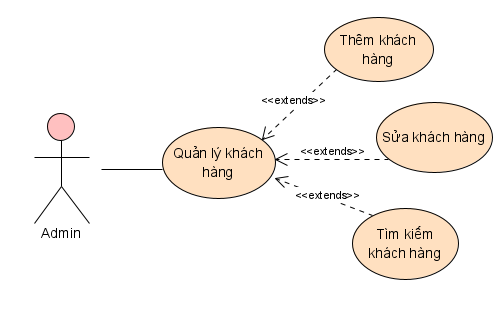 Thêm khách
hàng
<<extends>>
Sửa khách hàng
<<extends>>
Quản lý khách
hàng
<<extends>>
Tìm kiếm
khách hàng
Admin